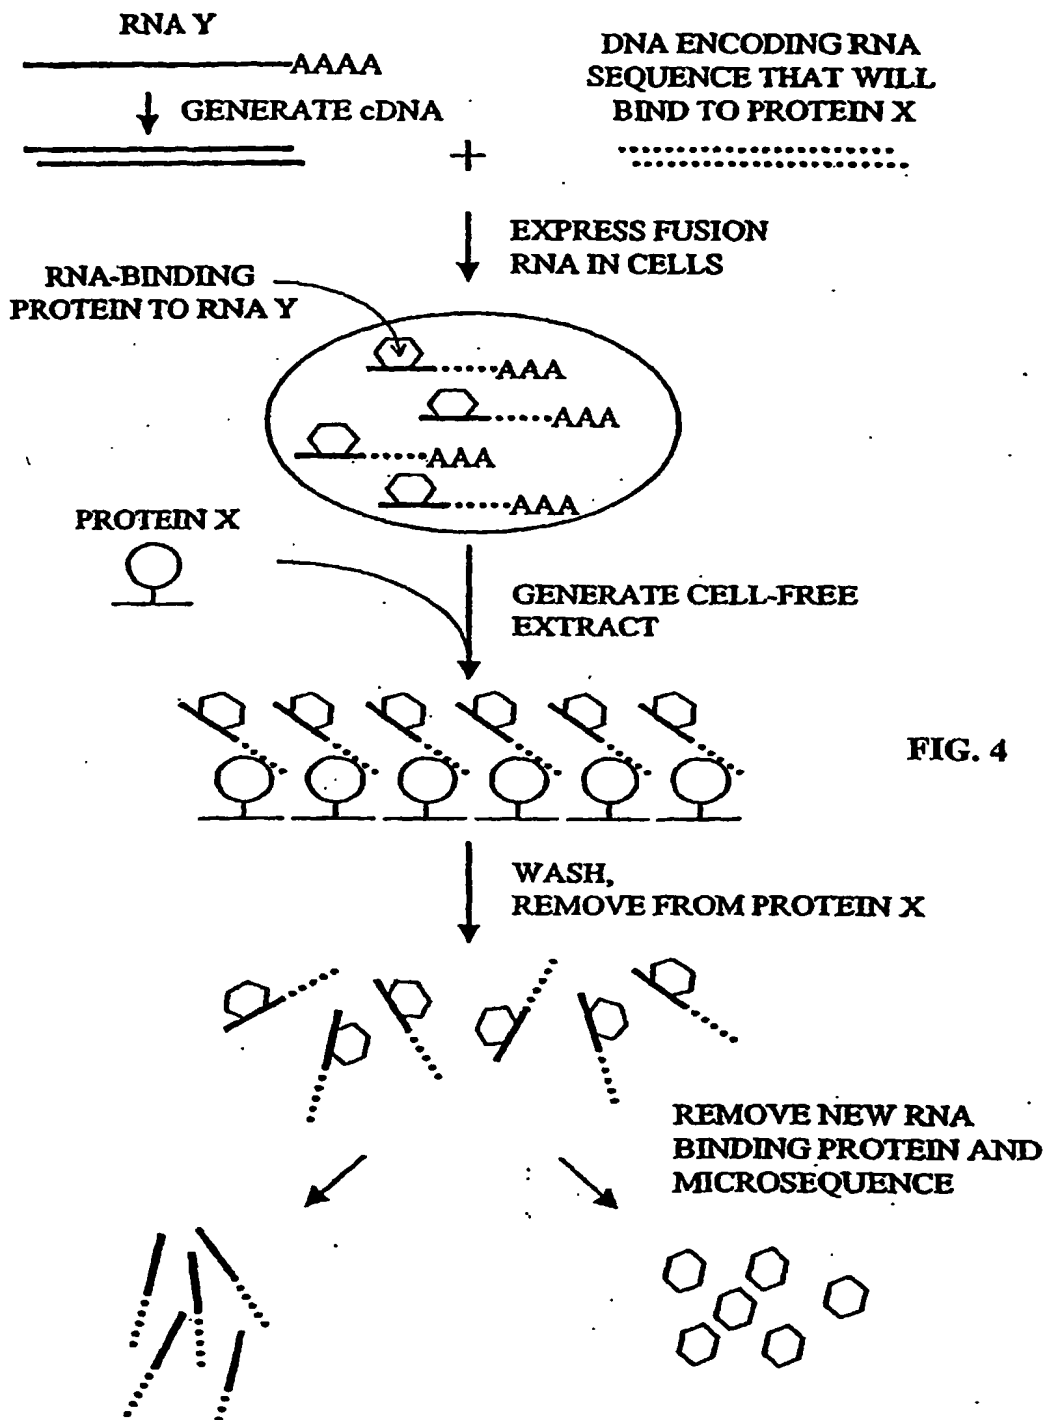 RNA Y
AAAA
GENERATE cDNA
DNA ENCODING RNA
SEQUENCE THAT WILL
BIND TO PROTEIN X
+
EXPRESS FUSION
RNA IN CELLS
RNA-BINDING
PROTEIN TO RNA Y
AAA
AAA
AAA
AAA
PROTEIN X
GENERATE CELL-FREE
EXTRACT
FIG. 4
WASH,
REMOVE FROM PROTEIN X
REMOVE NEW RNA
BINDING PROTEIN AND
MICROSEQUENCE